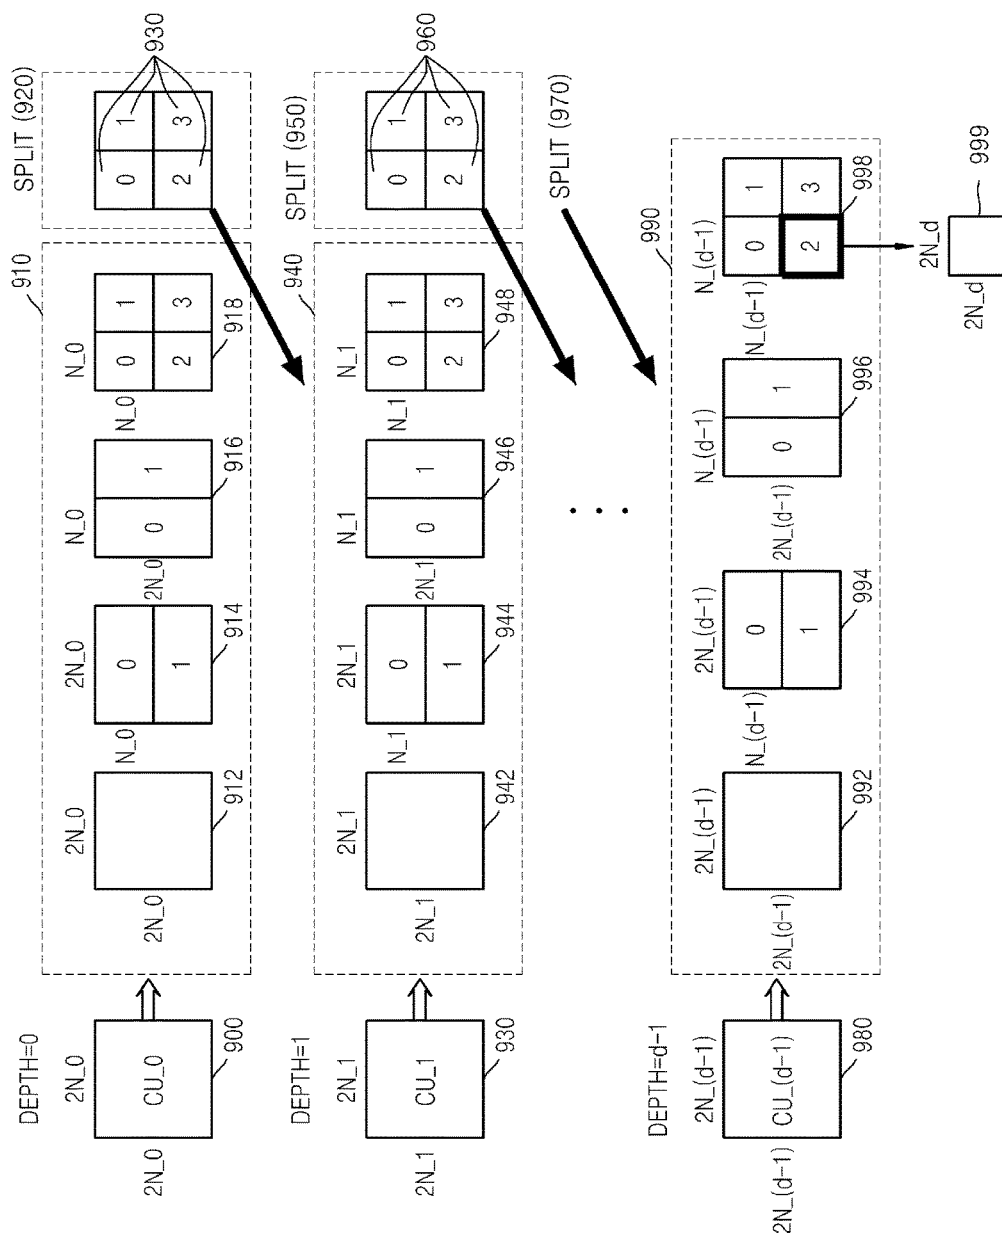 DEPTH=0
2N_0
2N_0
CU_0
900
910
2N_0
2N_0
912
2N_0
N_0
0
1
914
N_0
2N_0
0
1
916
N_0
N_0
0
1
2
3
918
SPLIT (920)
0
1
2
3
930
DEPTH=1
2N_1
2N_1
CU_1
930
940
2N_1
2N_1
942
2N_1
N_1
0
1
944
N_1
2N_1
0
1
946
N_1
N_1
0
1
2
3
948
SPLIT (950)
0
1
2
3
960
SPLIT (970)
DEPTH=d-1
2N_(d-1)
2N_(d-1)
CU_(d-1)
980
990
2N_(d-1)
2N_(d-1)
992
2N_(d-1)
N_(d-1)
0
1
994
N_(d-1)
2N_(d-1)
0
1
996
N_(d-1)
N_(d-1)
0
1
2
3
998
2N_d
2N_d
999